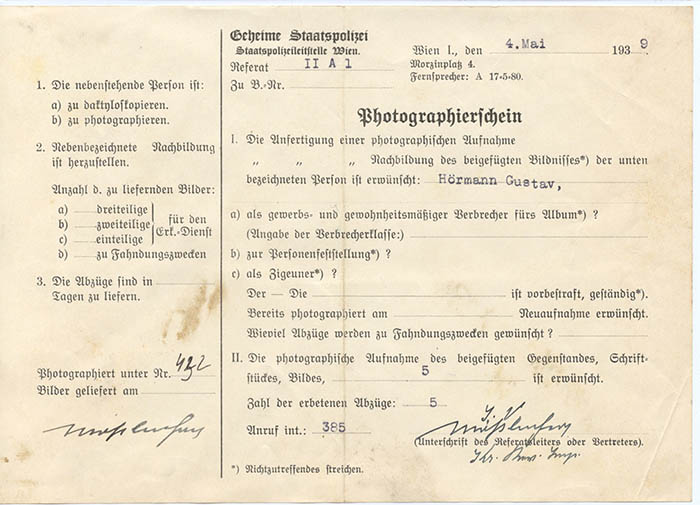 1. Die nebenstehende Person ist:
a) zu daktyloskopieren.
b) zu photographieren.
2. Nebenbezeichnete Nachbildung
ist herzustellen.
Anzahl d. zu liefernden Bilder:
a) dreiteilige
b) zweiteilige
c) einteilige
für den
Erk.-Dienst
d) zu Fahndungszwecken
3. Die Abzüge sind in
Tagen zu liefern.
Photographiert unter Nr.
Bilder geliefert am
Geheime Staatspolizei
Staatspolizeileitstelle Wien.
Referat II A 1
Zu B.-Nr.
Wien I., den 4. Mai 1939
Morzinplatz 4.
Fernsprecher: A 17-5-80.
Photographierschein
I. Die Anfertigung einer photographischen Aufnahme
„ „ „ Nachbildung des beigefügten Bildnisses*) der unten
bezeichneten Person ist erwünscht: Hörmann Gustav,
a) als gewerbs- und gewohnheitsmäßiger Verbrecher fürs Album*) ?
(Angabe der Verbrecherklasse:)
b) zur Personenfeststellung*) ?
c) als Zigeuner*) ?
Der — Die ist vorbestraft, geständig*).
Bereits photographiert am Neuaufnahme erwünscht.
Wieviel Abzüge werden zu Fahndungszwecken gewünscht ?
II. Die photographische Aufnahme des beigefügten Gegenstandes, Schrift-
stückes, Bildes, 5 ist erwünscht.
Zahl der erbetenen Abzüge: 5
Anruf int.: 385
(Unterschrift des Referatsleiters oder Vertreters).
*) Nichtzutreffendes streichen.